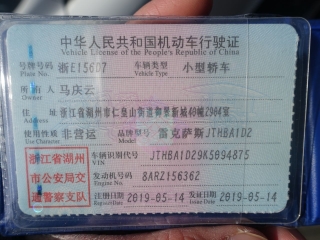 中华人民共和国机动车行驶证
Vehicle License of the People's Republic of China
号牌号码 浙E156D7 车辆类型 小型轿车
Plate No. Vehicle Type
所有人 马庆云
Owner
住址 浙江省湖州市仁皇山街道御景新城40幢2904室
使用性质 非营运 品牌型号 雷克萨斯JTHBA1D2
Use Character Model
浙江省湖州 车辆识别代号 JTHBA1D29K5094875
VIN
市公安局交 发动机号码 8ARZ156362
Engine No.
通警察支队 注册日期 2019-05-14 发证日期 2019-05-14
Register Date Issue Date